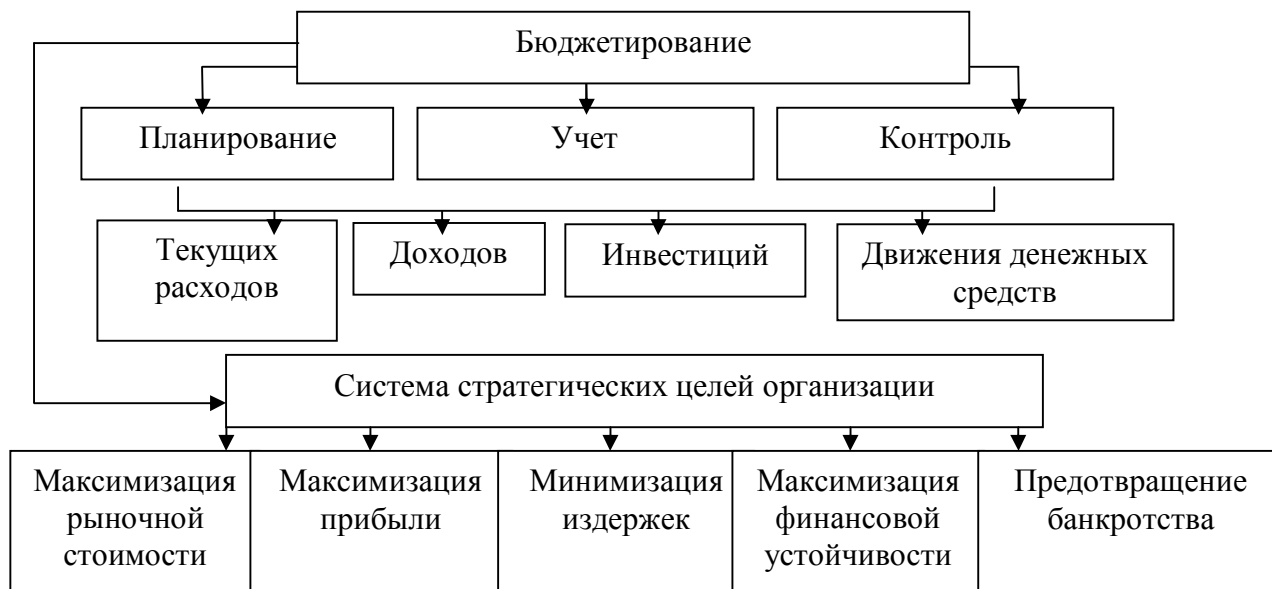 Бюджетирование
Планирование
Учет
Контроль
Текущих
расходов
Доходов
Инвестиций
Движения денежных
средств
Система стратегических целей организации
Максимизация
рыночной
стоимости
Максимизация
прибыли
Минимизация
издержек
Максимизация
финансовой
устойчивости
Предотвращение
банкротства